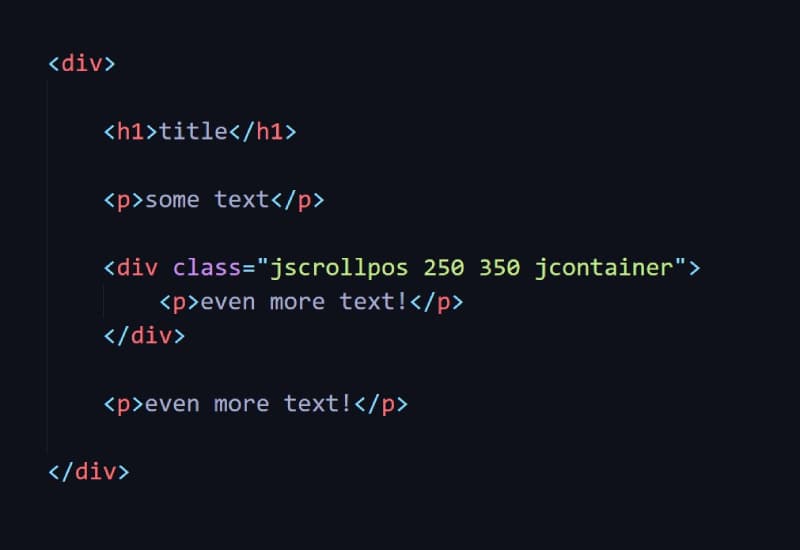 <div>
<h1>title</h1>
<p>some text</p>
<div class="jscrollpos 250 350 jcontainer">
<p>even more text!</p>
</div>
<p>even more text!</p>
</div>